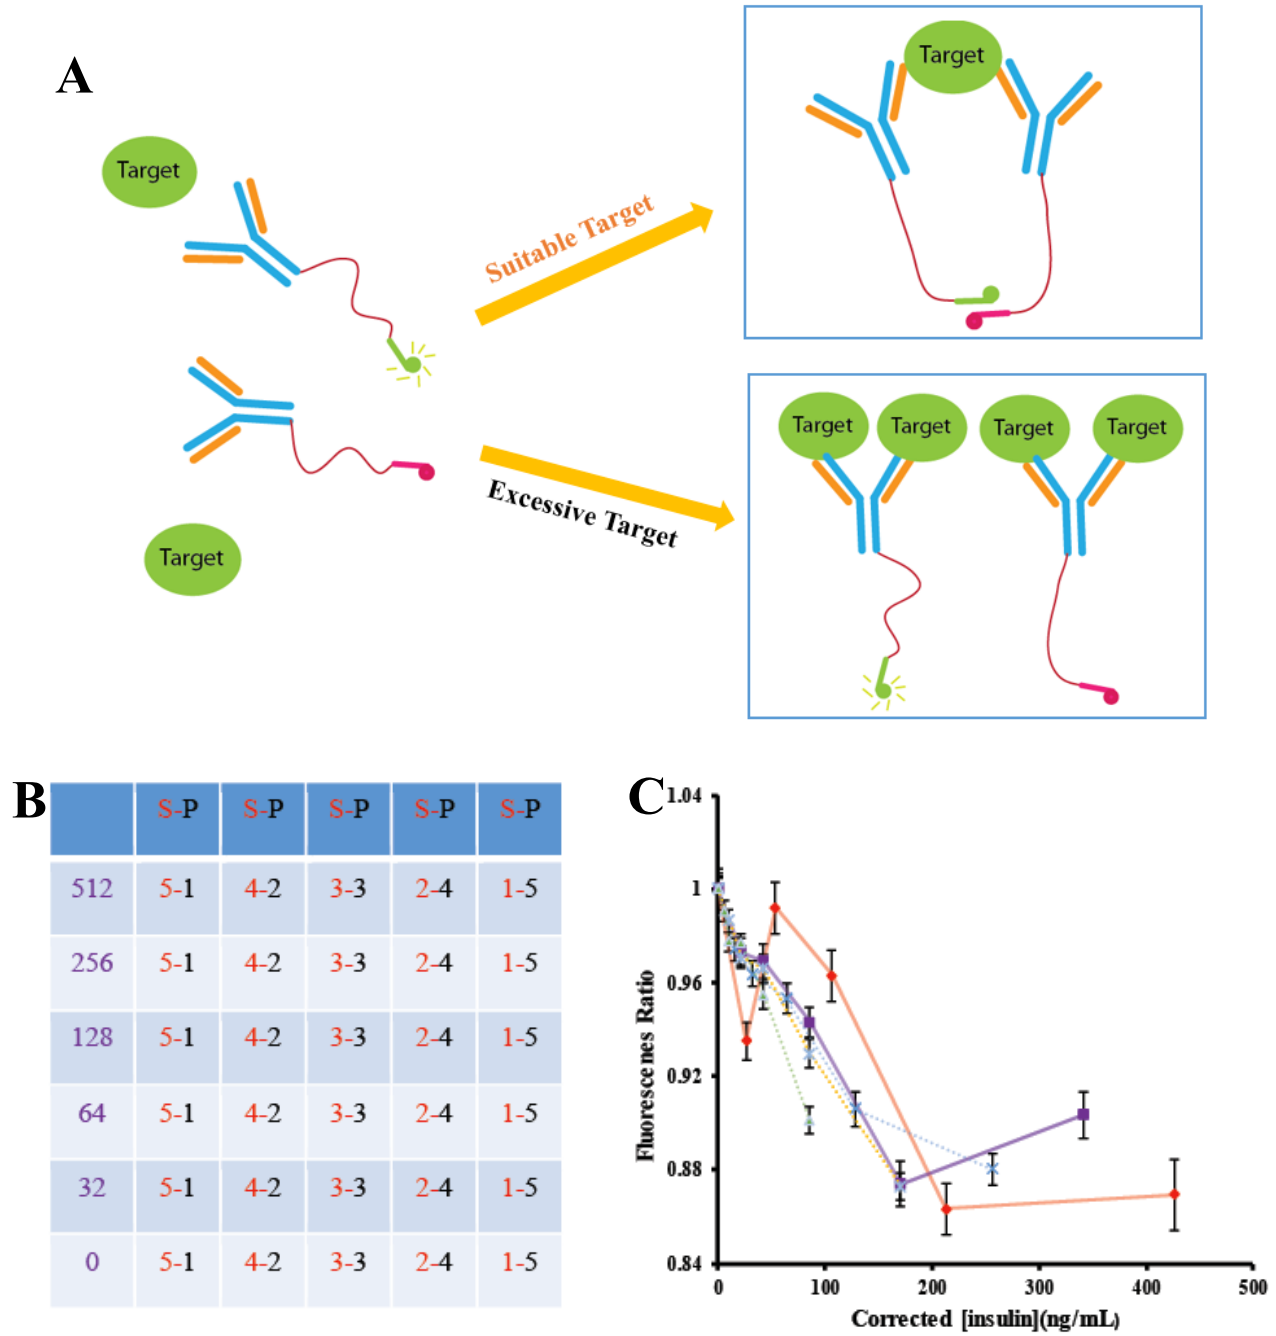 A
Target
Target
Suitable Target
Excessive Target
Target
Target
Target
Target
Target
B
S-P S-P S-P S-P S-P
512 5-1 4-2 3-3 2-4 1-5
256 5-1 4-2 3-3 2-4 1-5
128 5-1 4-2 3-3 2-4 1-5
64 5-1 4-2 3-3 2-4 1-5
32 5-1 4-2 3-3 2-4 1-5
0 5-1 4-2 3-3 2-4 1-5
C
Fluorescenes Ratio
1.04
1
0.96
0.92
0.88
0.84
0 100 200 300 400 500
Corrected [insulin](ng/mL)